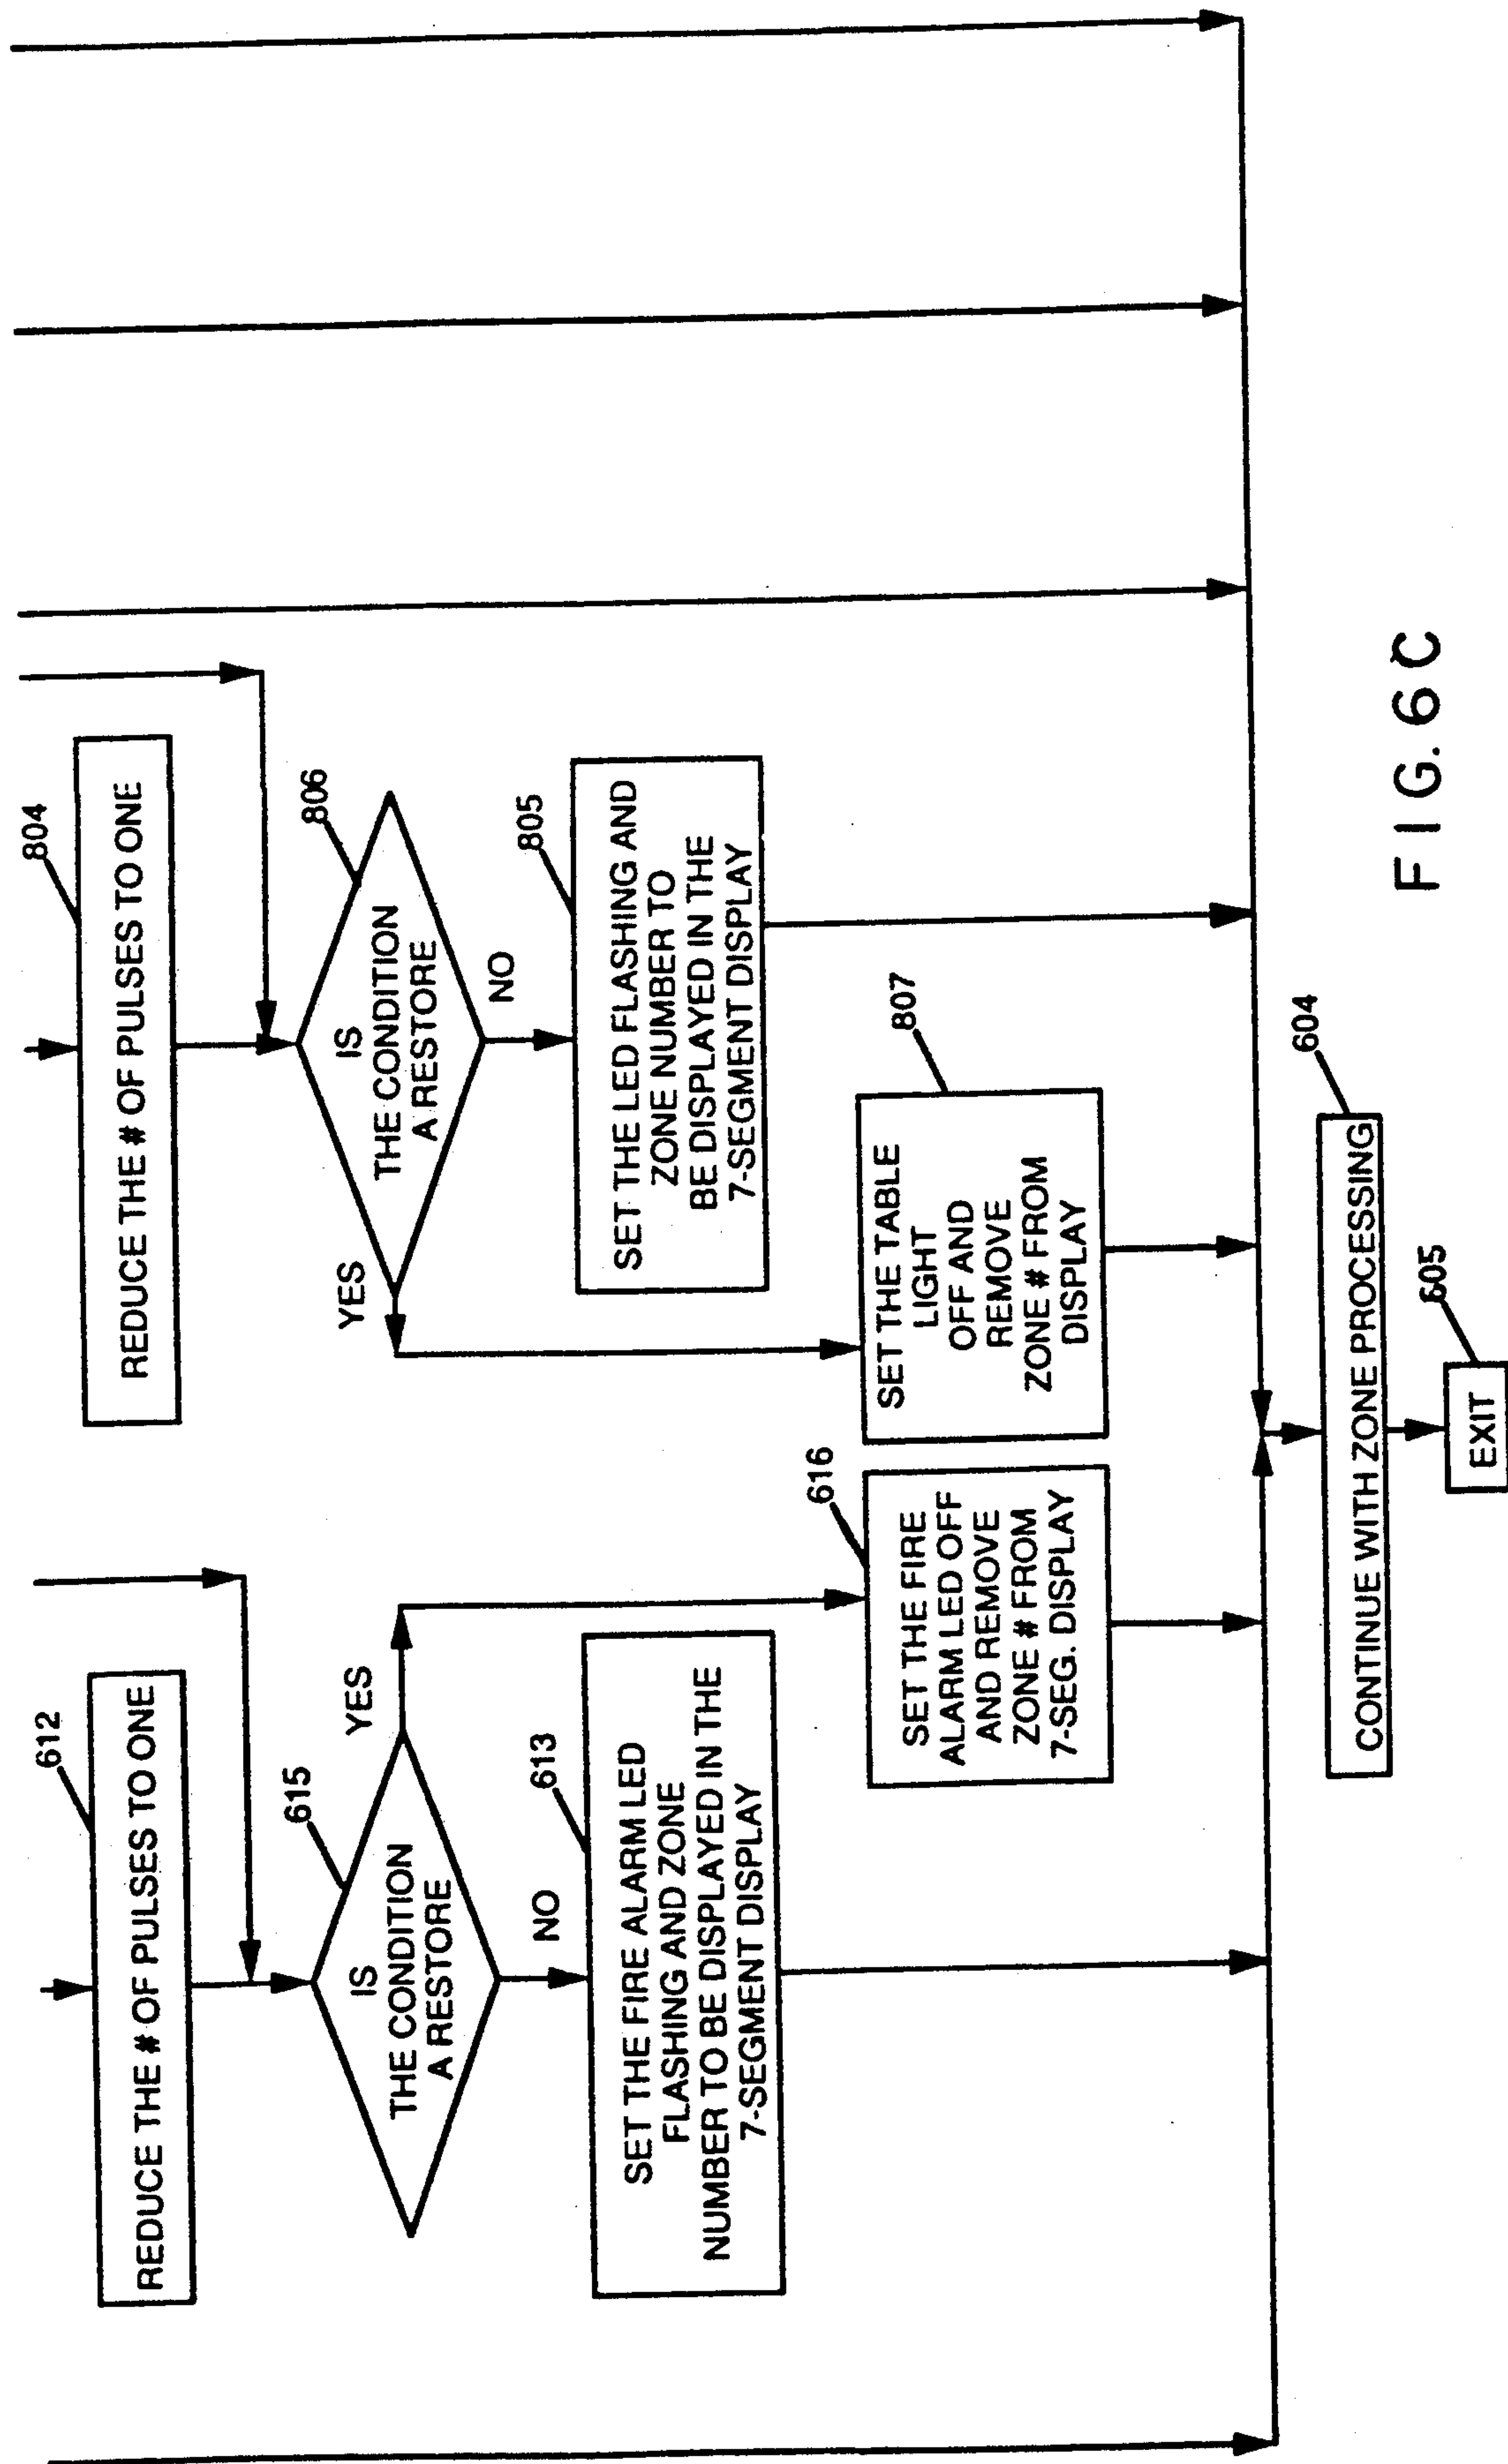 612
REDUCE THE # OF PULSES TO ONE
615
IS
THE CONDITION
A RESTORE
YES
NO
613
SET THE FIRE ALARM LED
FLASHING AND ZONE
NUMBER TO BE DISPLAYED IN THE
7-SEGMENT DISPLAY
616
SET THE FIRE
ALARM LED OFF
AND REMOVE
ZONE # FROM
7-SEG. DISPLAY
804
REDUCE THE # OF PULSES TO ONE
806
IS
THE CONDITION
A RESTORE
YES
NO
805
SET THE LED FLASHING AND
ZONE NUMBER TO
BE DISPLAYED IN THE
7-SEGMENT DISPLAY
807
SET THE TABLE
LIGHT
OFF AND
REMOVE
ZONE # FROM
DISPLAY
604
CONTINUE WITH ZONE PROCESSING
605
EXIT
FIG. 6C